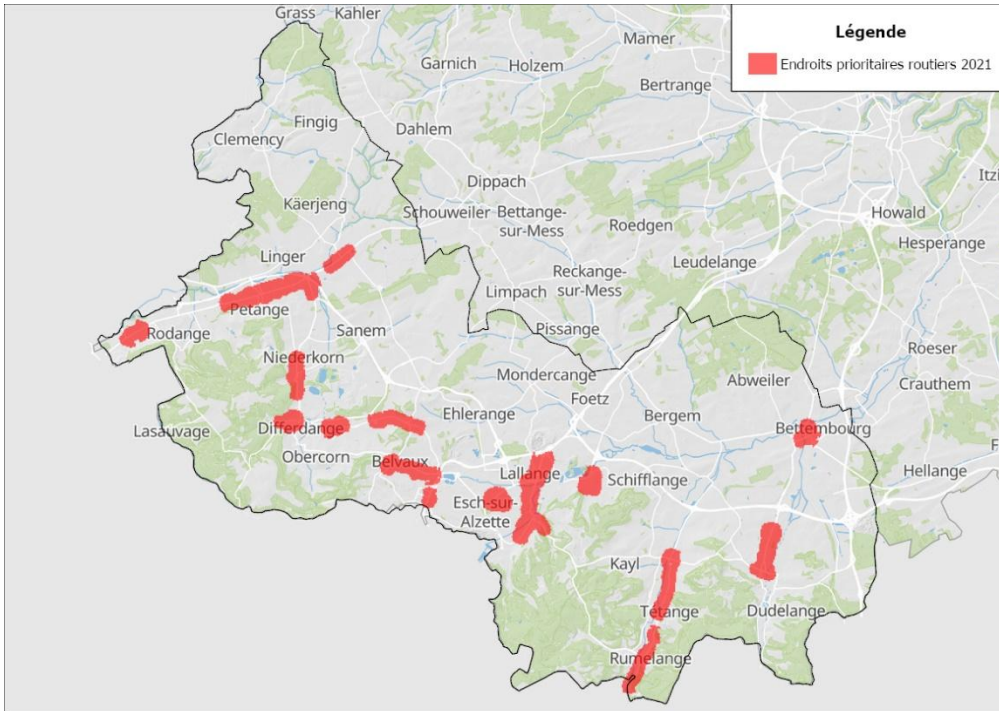 Grass
Kahler
Mamer
Légende
Endroits prioritaires routiers 2021
Garnich
Holzem
Bertrange
Fingig
Clemency
Dahlem
Dippach
Käerjeng
Schouweiler
Bettange-
sur-Mess
Roedgen
Howald
Hesperange
Linger
Leudelange
Reckange-
sur-Mess
Limpach
Petange
Rodange
Sanem
Pissange
Niederkorn
Mondercange
Foetz
Abweiler
Roeser
Crauthem
Lasauvage
Differdange
Ehlerange
Bergem
Bettembourg
Obercorn
Belvaux
Lallange
Schifflange
Hellange
Esch-sur-
Alzette
Kayl
Tétange
Dudelange
Rumelange